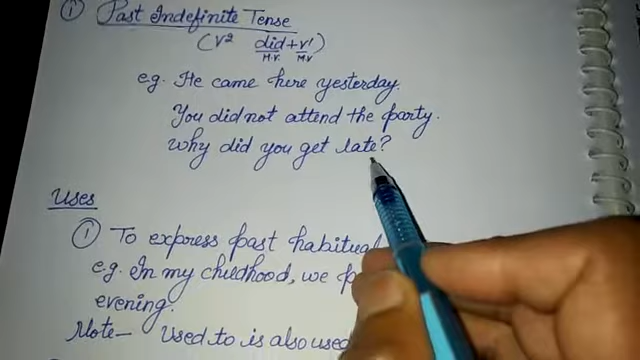 ① Past Indefinite Tense
(V² did+v')
H.V. M.V
e.g. He came here yesterday.
You did not attend the party.
Why did you get late?
Uses
① To express past habitual
e.g. In my childhood, we
evening.
Note- Used to is also used